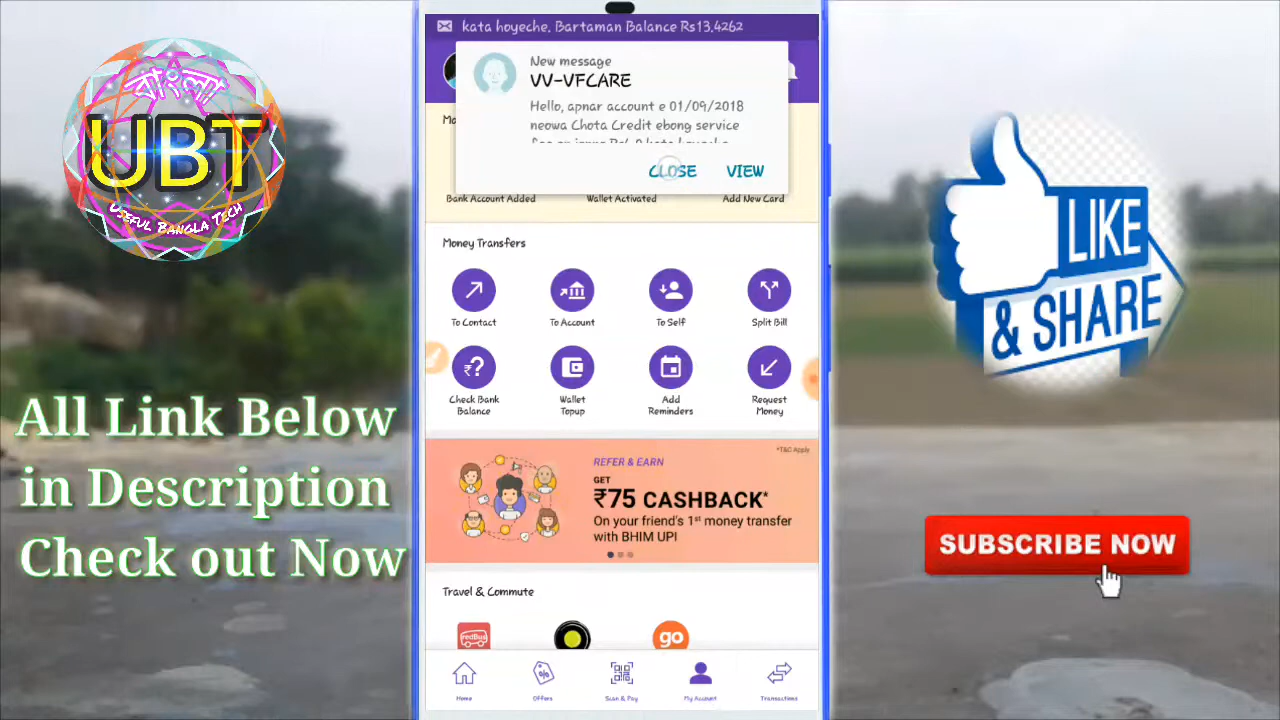 kata hoyeche. Bartaman Balance Rs13.4262
New message
VV-VFCARE
Hello, apnar account e 01/09/2018
neowa Chota Credit ebong service
CLOSE
VIEW
Bank Account Added
Wallet Activated
Add New Card
Money Transfers
To Contact
To Account
To Self
Split Bill
Check Bank
Balance
Wallet
Topup
Add
Reminders
Request
Money
*T&C Apply
REFER & EARN
GET
₹75 CASHBACK*
On your friend's 1st money transfer
with BHIM UPI
Travel & Commute
redBus
go
Home
Offers
Scan & Pay
My Account
Transactions
বাংলা
UBT
Useful Bangla Tech
All Link Below
in Description
Check out Now
LIKE
& SHARE
SUBSCRIBE NOW